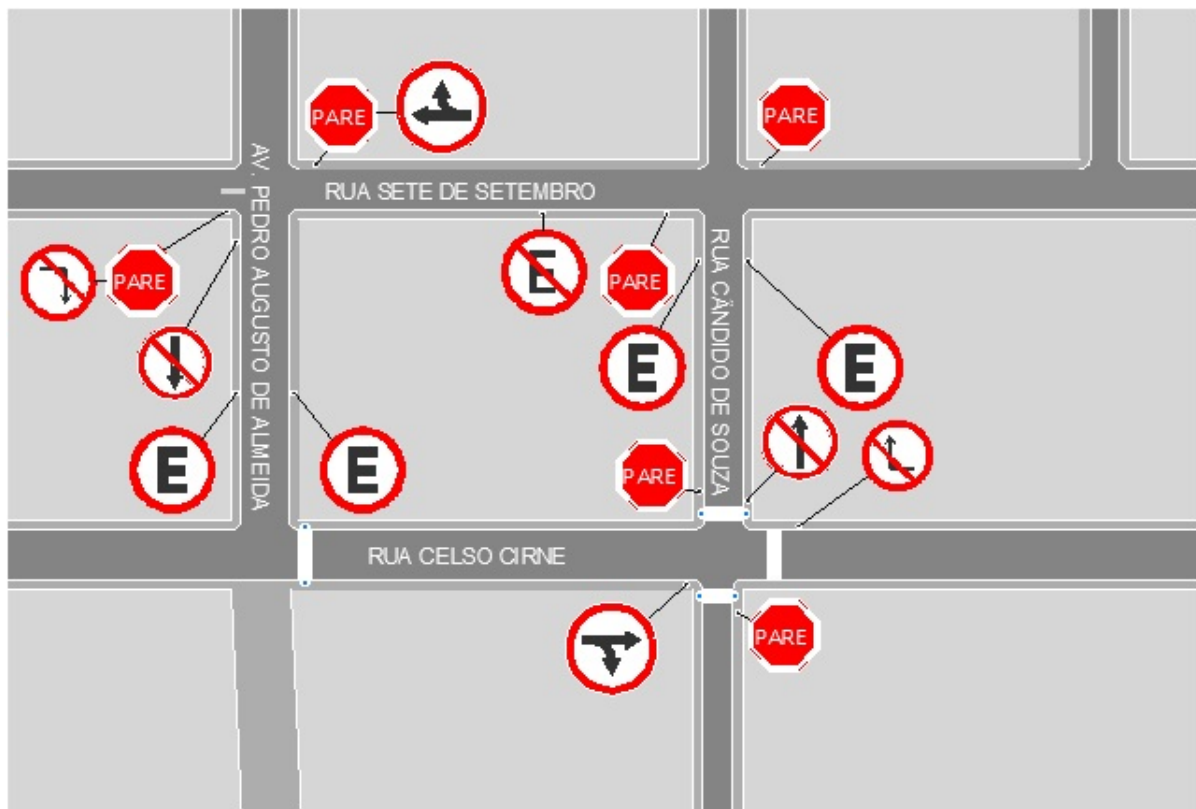 PARE
PARE
AV. PEDRO AUGUSTO DE ALMEIDA
RUA SETE DE SETEMBRO
PARE
E
PARE
RUA CÂNDIDO DE SOUZA
E
E
E
E
PARE
RUA CELSO CIRNE
PARE